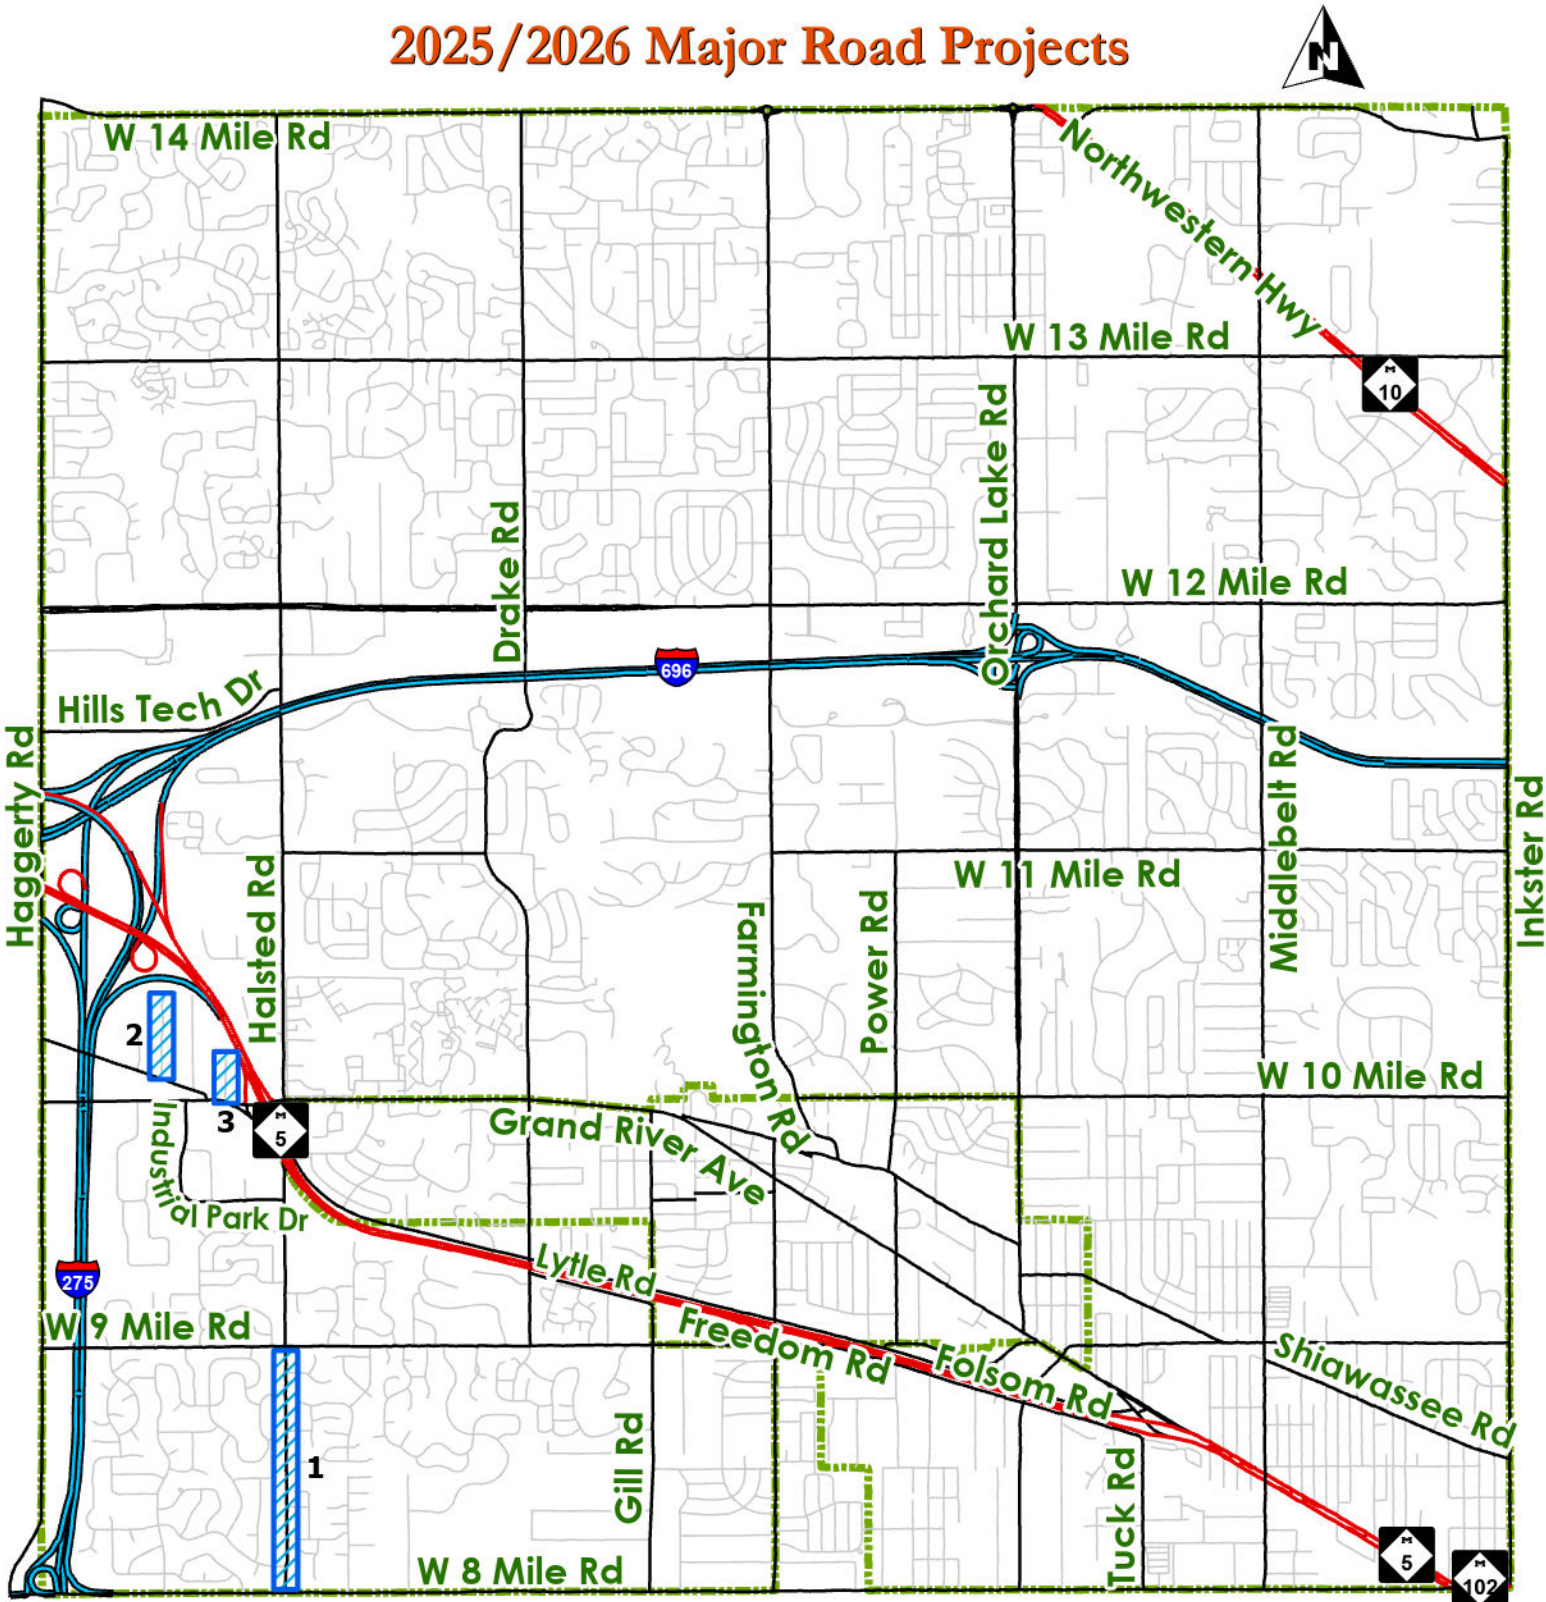 2025/2026 Major Road Projects
N
W 14 Mile Rd
Northwestern Hwy
W 13 Mile Rd
M
10
Orchard Lake Rd
Drake Rd
W 12 Mile Rd
696
Hills Tech Dr
Haggerty Rd
Middlebelt Rd
Inkster Rd
Halsted Rd
W 11 Mile Rd
Power Rd
Farmington Rd
2
W 10 Mile Rd
3
M
5
Grand River Ave
Industrial Park Dr
Lytle Rd
275
W 9 Mile Rd
Freedom Rd
Folsom Rd
Shiawassee Rd
1
Gill Rd
Tuck Rd
W 8 Mile Rd
M
5
M
102